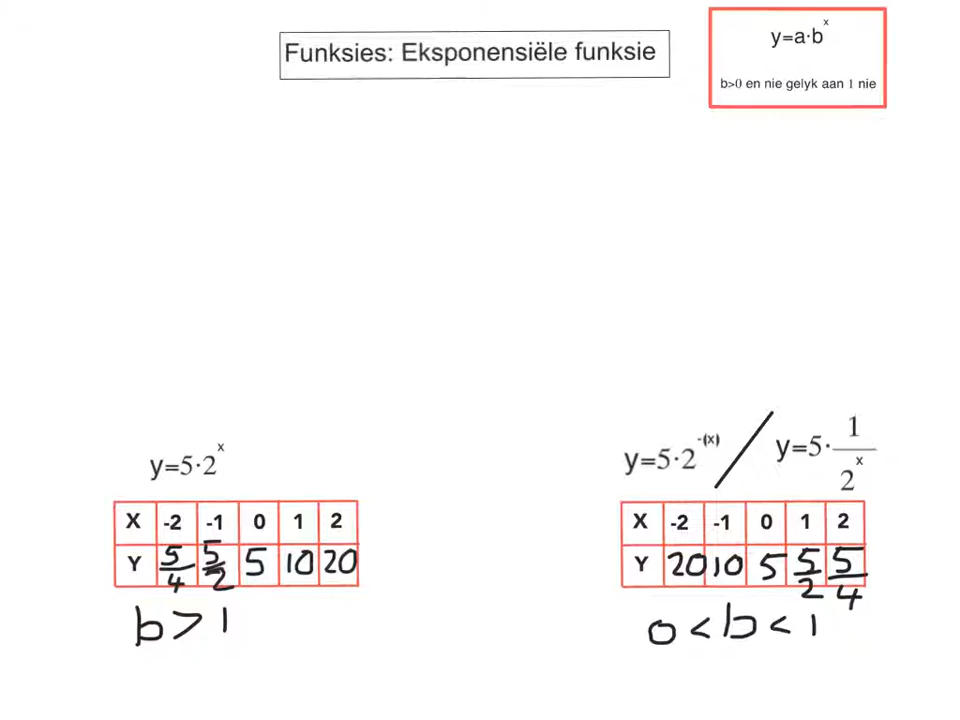 Funksies: Eksponensiële funksie
y=a·b^x
b>0 en nie gelyk aan 1 nie
y=5·2^x
X -2 -1 0 1 2
Y 5/4 5/2 5 10 20
b > 1
y=5·2^-(x) / y=5·1/2^x
X -2 -1 0 1 2
Y 20 10 5 5/2 5/4
0 < b < 1